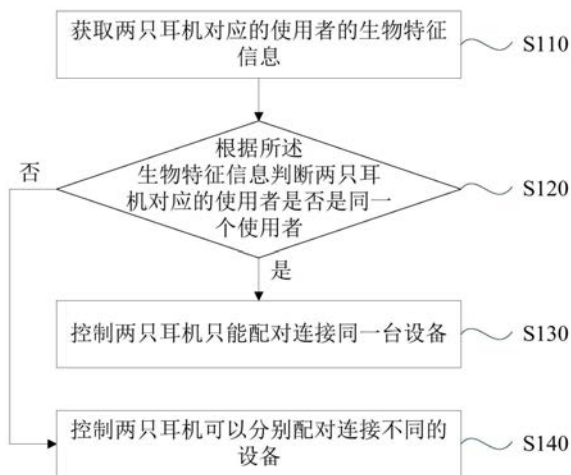 获取两只耳机对应的使用者的生物特征
信息
S110
根据所述
生物特征信息判断两只耳
机对应的使用者是否是同一
个使用者
S120
否
是
控制两只耳机只能配对连接同一台设备
S130
控制两只耳机可以分别配对连接不同的
设备
S140